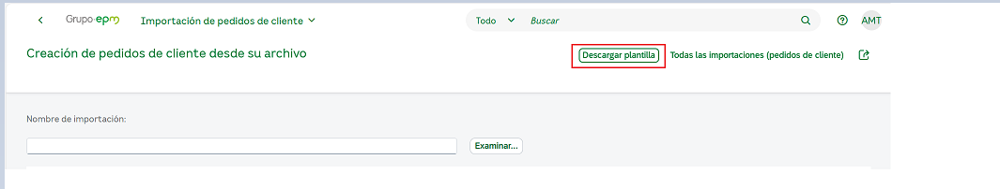 Grupo·epm Importación de pedidos de cliente Todo Buscar AMT
Creación de pedidos de cliente desde su archivo Descargar plantilla Todas las importaciones (pedidos de cliente)
Nombre de importación:
Examinar...